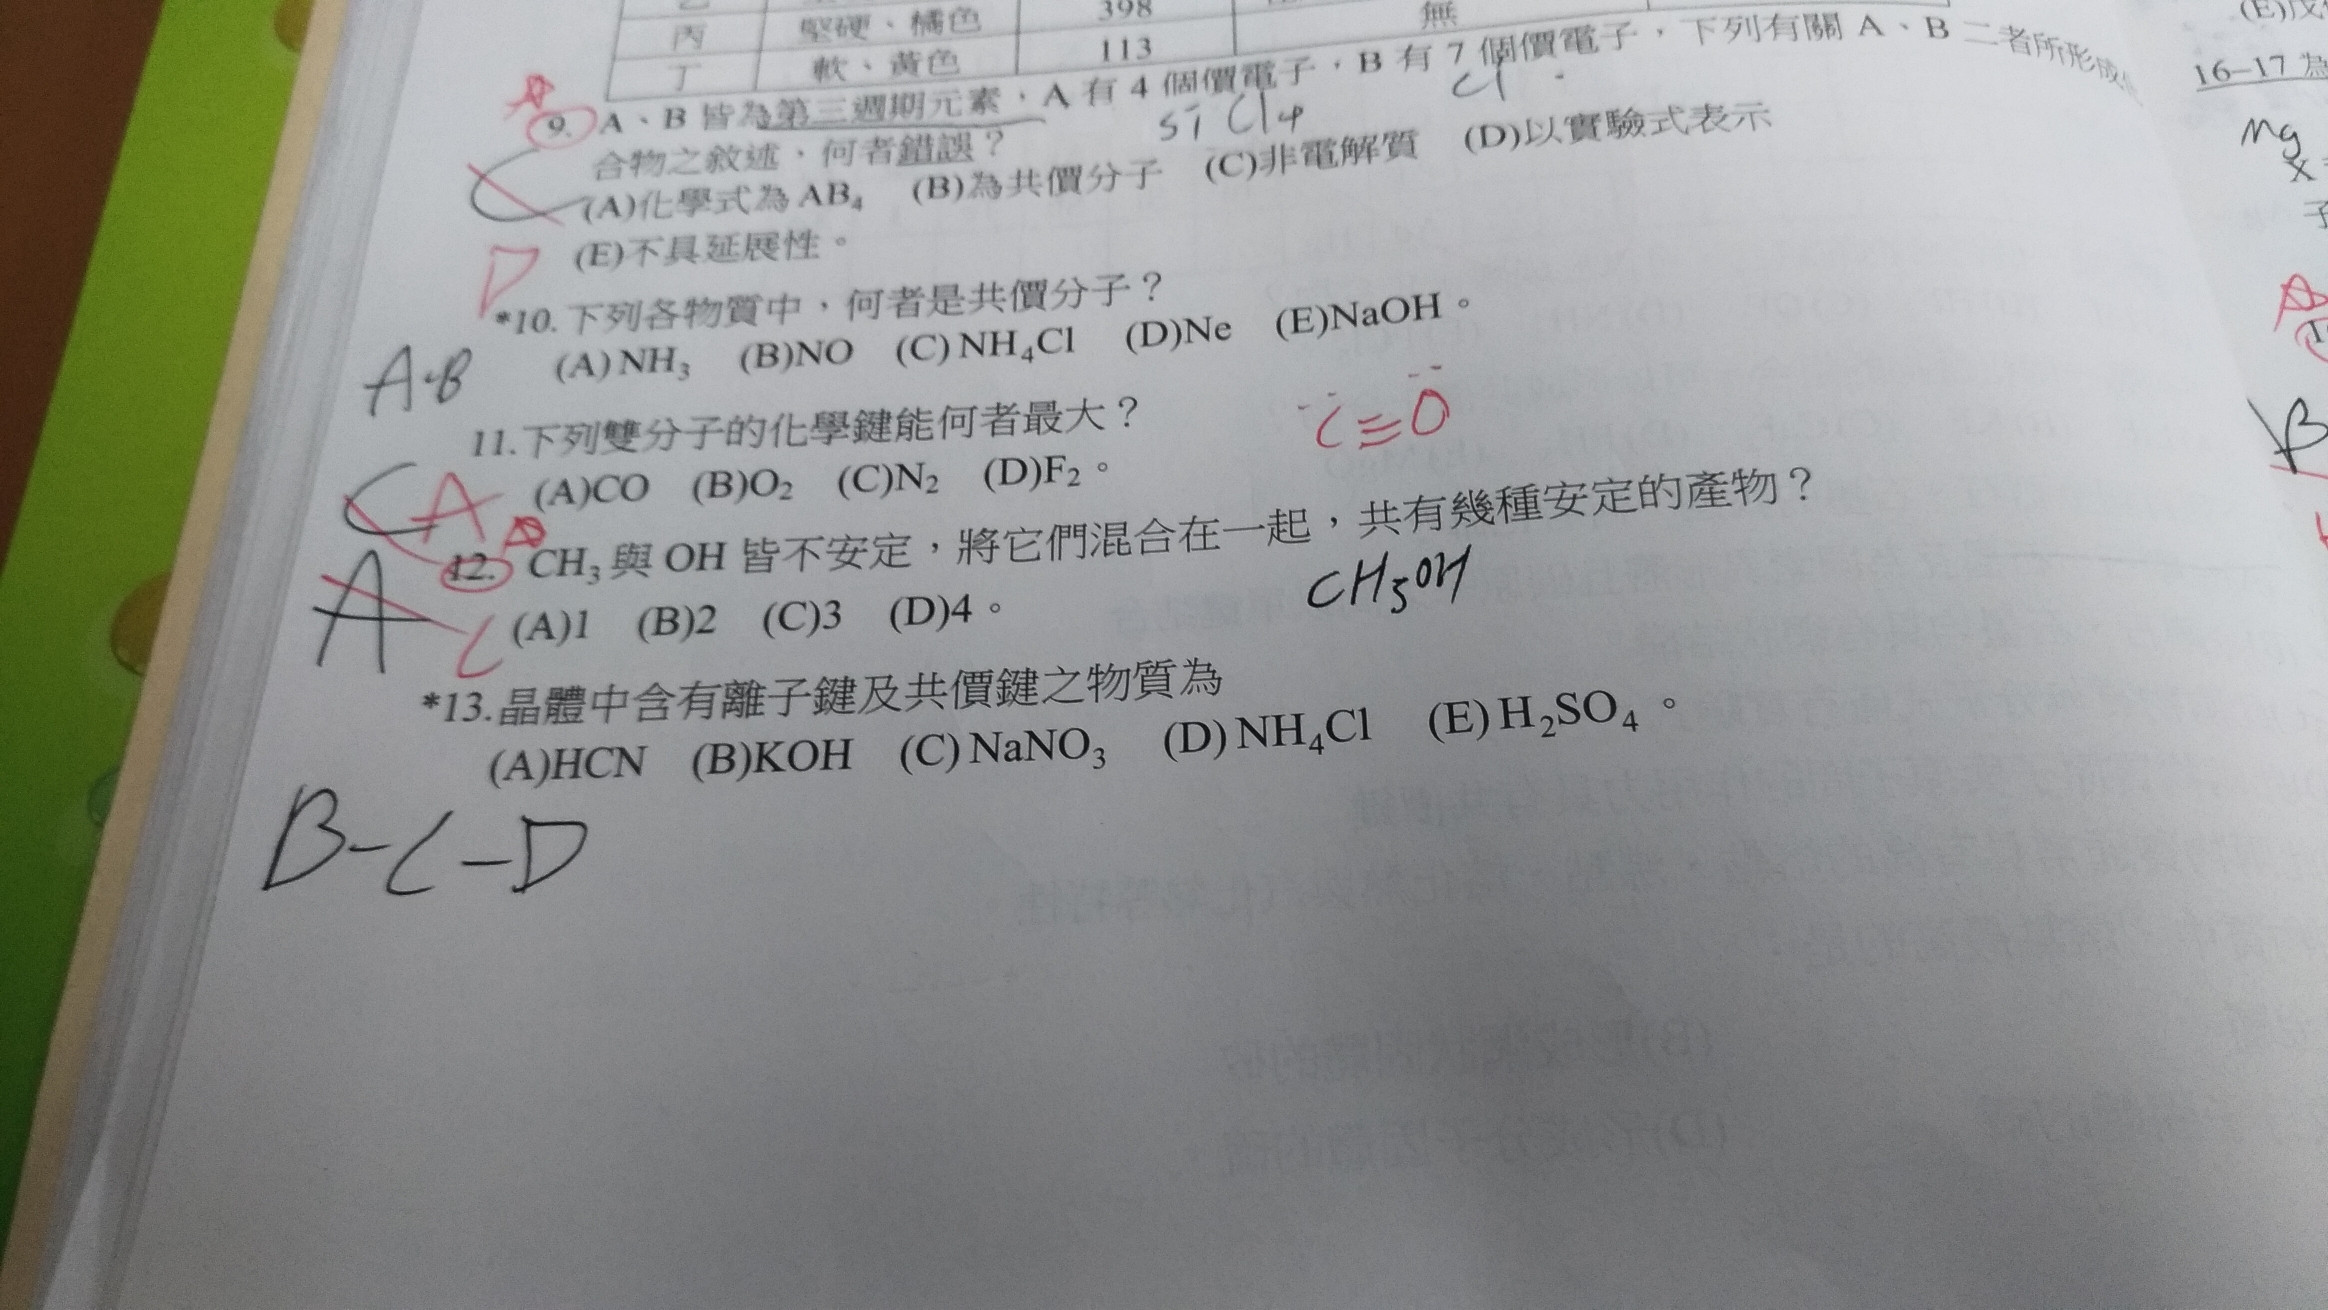 丙 堅硬、橘色 398 無
丁 軟、黃色 113
9. A、B 皆為第三週期元素，A 有 4 個價電子，B 有 7 個價電子，下列有關 A、B 二者所形成化
Cl
SiCl4
合物之敘述，何者錯誤？
(A)化學式為 AB₄ (B)為共價分子 (C)非電解質 (D)以實驗式表示
C
(E)不具延展性。
D
*10.下列各物質中，何者是共價分子？
(A)NH₃ (B)NO (C)NH₄Cl (D)Ne (E)NaOH。
A.B
11.下列雙分子的化學鍵能何者最大？
C≡O
(A)CO (B)O₂ (C)N₂ (D)F₂。
C A
12. CH₃與 OH 皆不安定，將它們混合在一起，共有幾種安定的產物？
CH3OH
(A)1 (B)2 (C)3 (D)4。
A C
*13.晶體中含有離子鍵及共價鍵之物質為
(A)HCN (B)KOH (C)NaNO₃ (D)NH₄Cl (E)H₂SO₄。
B-C-D
16–17 為
Mg
X
子
B